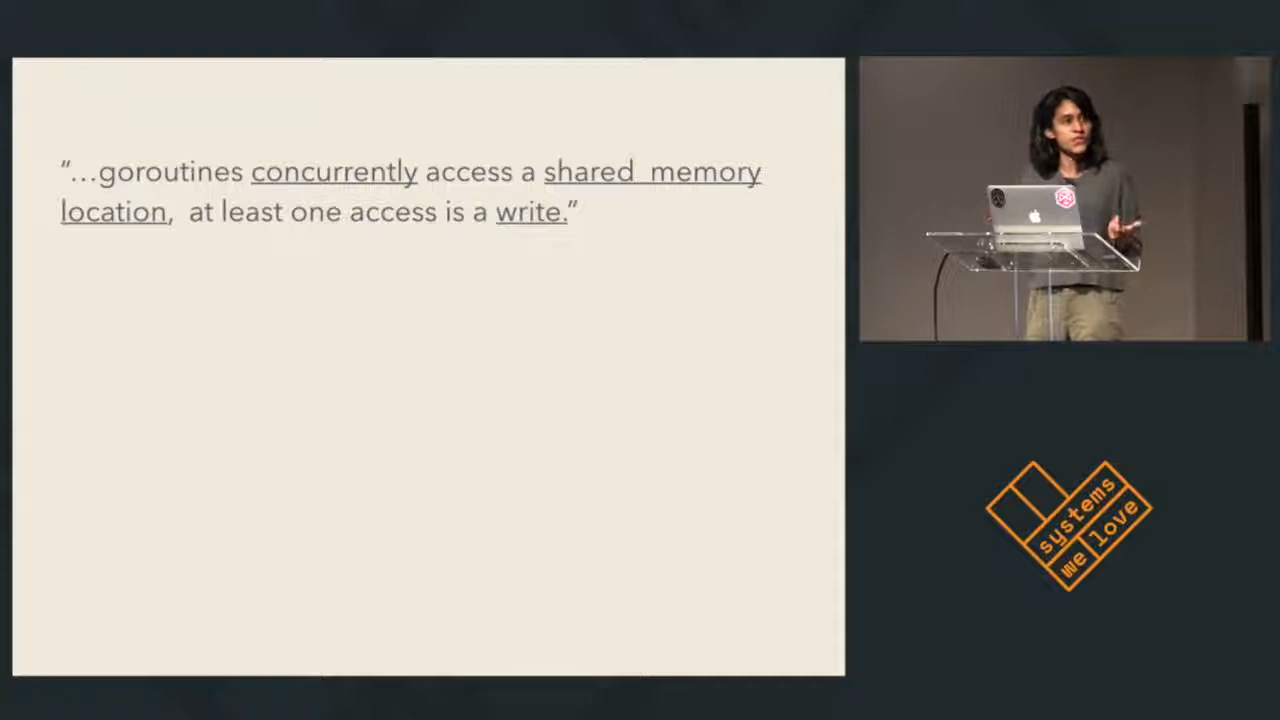 “...goroutines concurrently access a shared memory
location, at least one access is a write.”
systems
we love